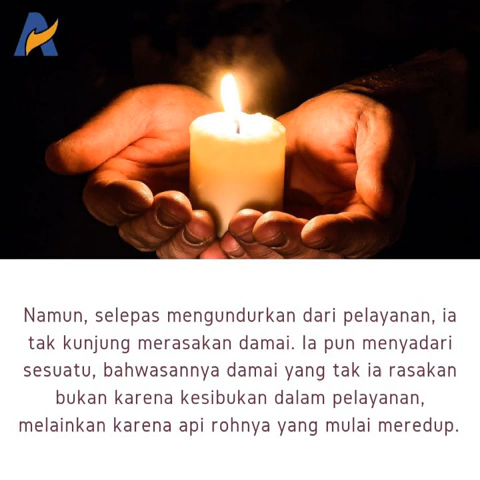 Namun, selepas mengundurkan dari pelayanan, ia
tak kunjung merasakan damai. Ia pun menyadari
sesuatu, bahwasannya damai yang tak ia rasakan
bukan karena kesibukan dalam pelayanan,
melainkan karena api rohnya yang mulai meredup.